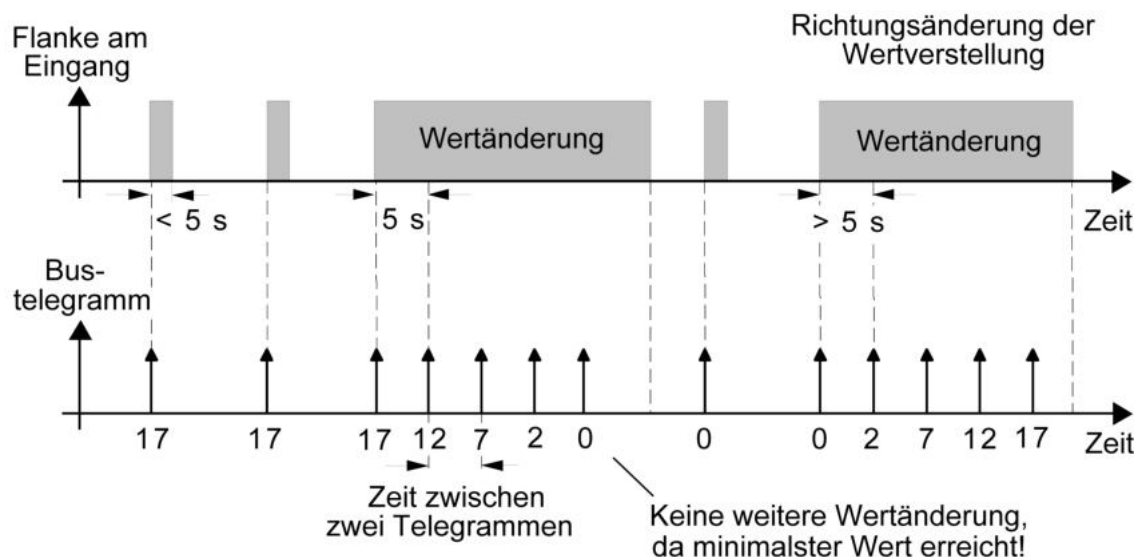 Flanke am
Eingang
Richtungsänderung der
Wertverstellung
Wertänderung
Wertänderung
< 5 s
5 s
> 5 s
Zeit
Bus-
telegramm
17 17 17 12 7 2 0 0 0 2 7 12 17
Zeit
Zeit zwischen
zwei Telegrammen
Keine weitere Wertänderung,
da minimalster Wert erreicht!